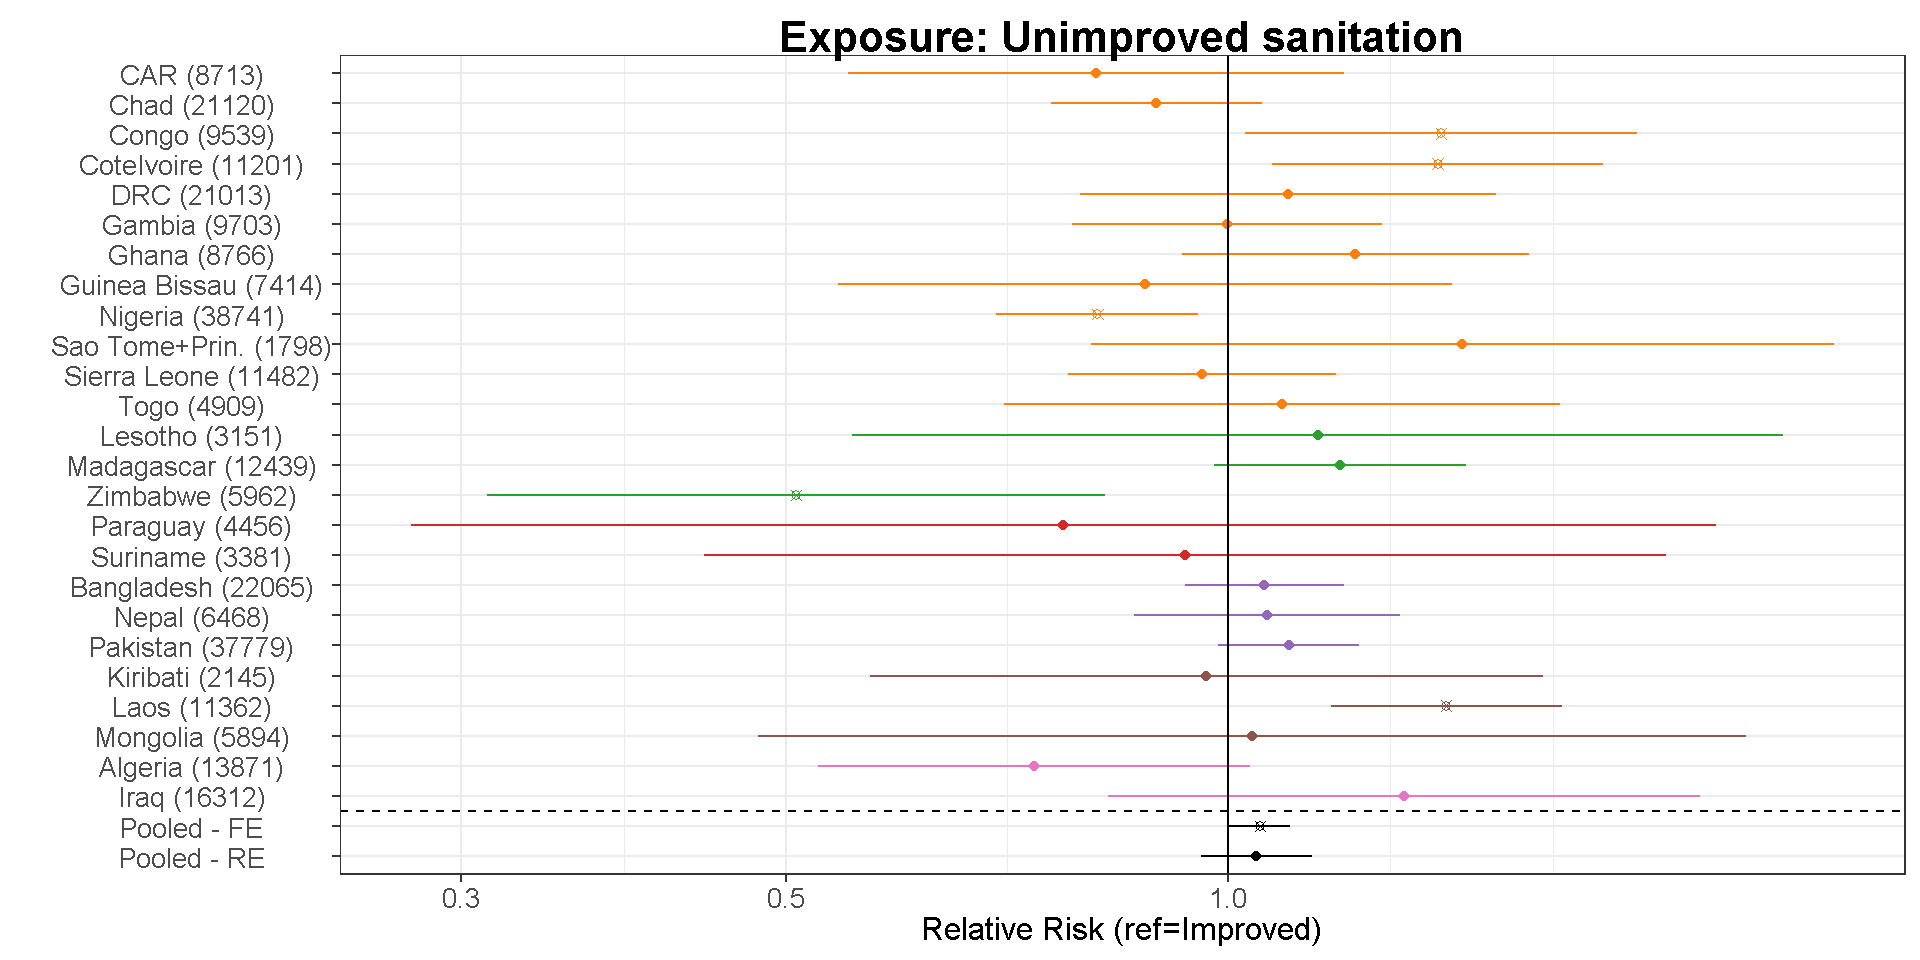 Exposure: Unimproved sanitation
CAR (8713)
Chad (21120)
Congo (9539)
CoteIvoire (11201)
DRC (21013)
Gambia (9703)
Ghana (8766)
Guinea Bissau (7414)
Nigeria (38741)
Sao Tome+Prin. (1798)
Sierra Leone (11482)
Togo (4909)
Lesotho (3151)
Madagascar (12439)
Zimbabwe (5962)
Paraguay (4456)
Suriname (3381)
Bangladesh (22065)
Nepal (6468)
Pakistan (37779)
Kiribati (2145)
Laos (11362)
Mongolia (5894)
Algeria (13871)
Iraq (16312)
Pooled - FE
Pooled - RE
0.3 0.5 1.0
Relative Risk (ref=Improved)